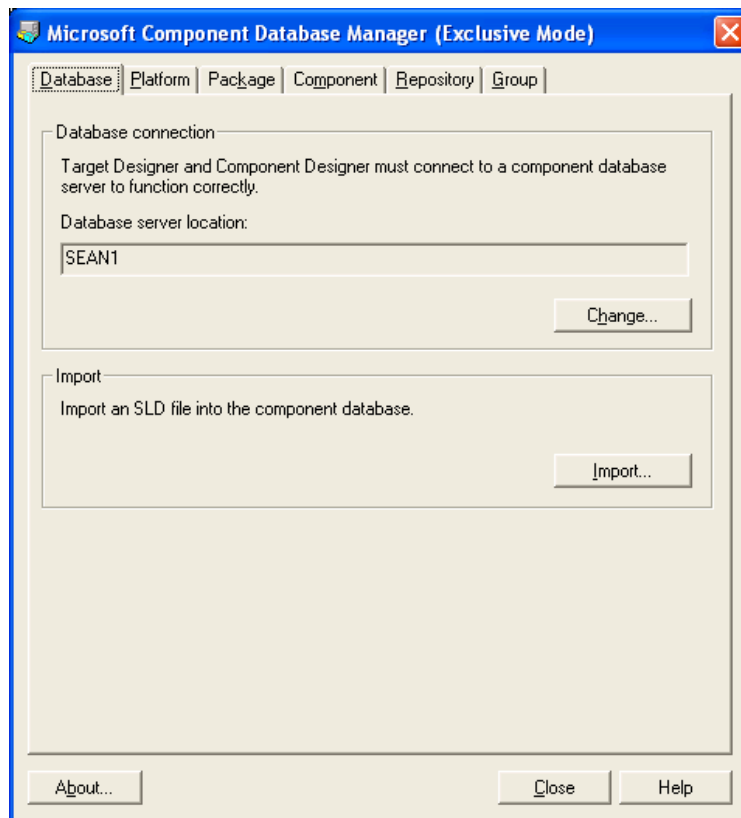 Microsoft Component Database Manager (Exclusive Mode)
Database Platform Package Component Repository Group
Database connection
Target Designer and Component Designer must connect to a component database
server to function correctly.
Database server location:
SEAN1
Change...
Import
Import an SLD file into the component database.
Import...
About... Close Help